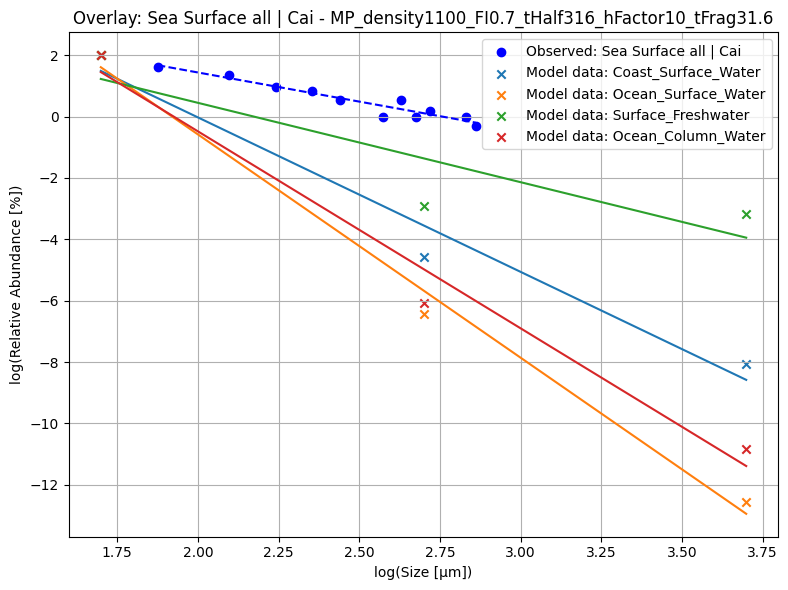 Overlay: Sea Surface all | Cai - MP_density1100_FI0.7_tHalf316_hFactor10_tFrag31.6
Observed: Sea Surface all | Cai
Model data: Coast_Surface_Water
Model data: Ocean_Surface_Water
Model data: Surface_Freshwater
Model data: Ocean_Column_Water
log(Relative Abundance [%])
2
0
−2
−4
−6
−8
−10
−12
1.75 2.00 2.25 2.50 2.75 3.00 3.25 3.50 3.75
log(Size [μm])